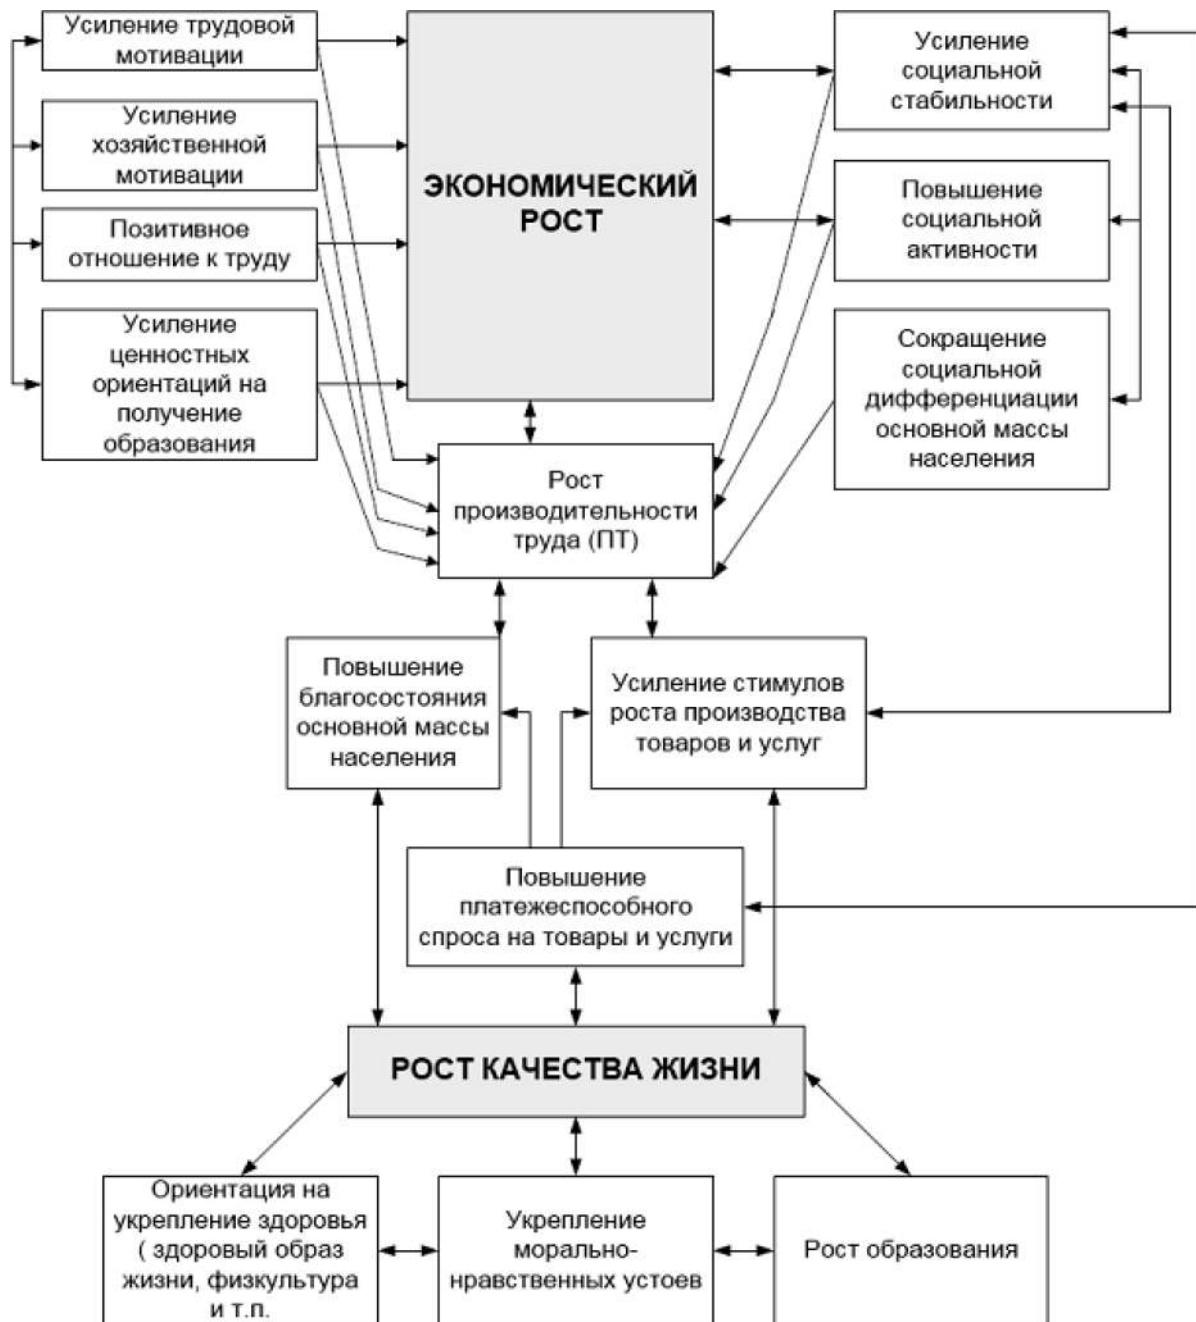 Усиление трудовой
мотивации
Усиление
хозяйственной
мотивации
Позитивное
отношение к труду
Усиление
ценностных
ориентаций на
получение
образования
ЭКОНОМИЧЕСКИЙ
РОСТ
Усиление
социальной
стабильности
Повышение
социальной
активности
Сокращение
социальной
дифференциации
основной массы
населения
Рост
производительности
труда (ПТ)
Повышение
благосостояния
основной массы
населения
Усиление стимулов
роста производства
товаров и услуг
Повышение
платежеспособного
спроса на товары и услуги
РОСТ КАЧЕСТВА ЖИЗНИ
Ориентация на
укрепление здоровья
( здоровый образ
жизни, физкультура
и т.п.
Укрепление
морально-
нравственных устоев
Рост образования